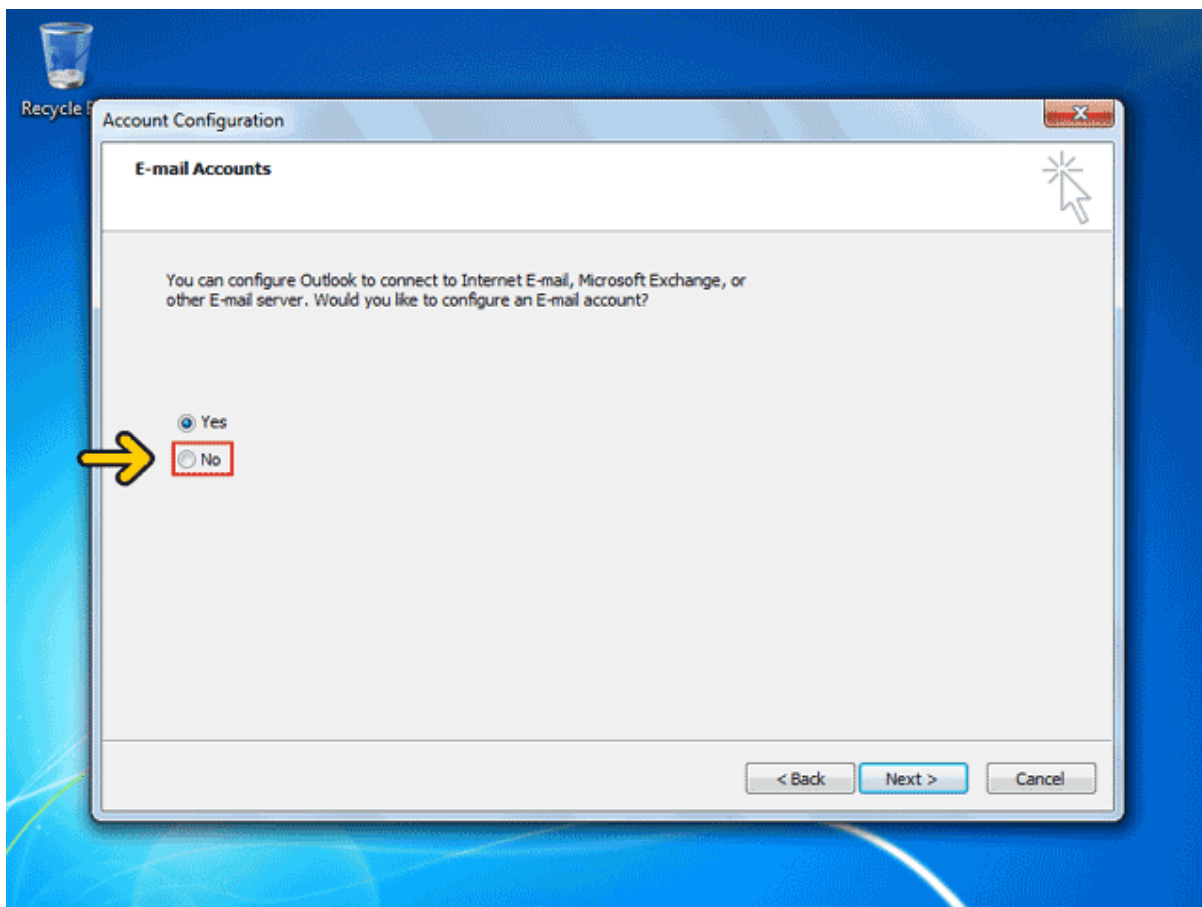 Recycle
Account Configuration
E-mail Accounts
You can configure Outlook to connect to Internet E-mail, Microsoft Exchange, or
other E-mail server. Would you like to configure an E-mail account?
Yes
No
< Back Next > Cancel